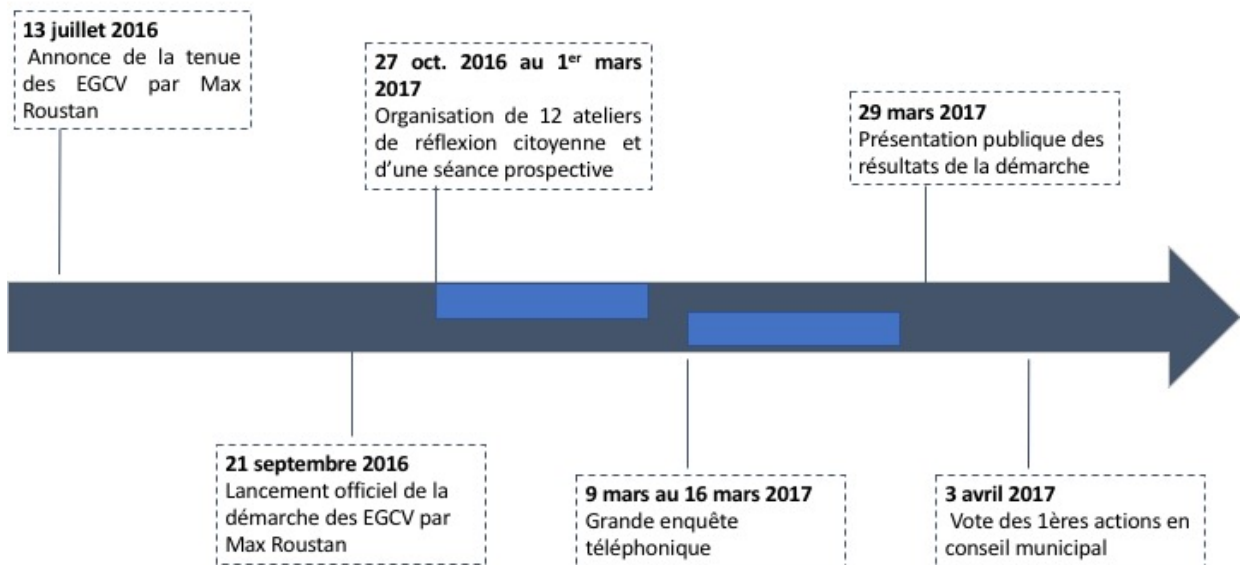 13 juillet 2016
Annonce de la tenue
des EGCV par Max
Roustan
27 oct. 2016 au 1er mars
2017
Organisation de 12 ateliers
de réflexion citoyenne et
d'une séance prospective
29 mars 2017
Présentation publique des
résultats de la démarche
21 septembre 2016
Lancement officiel de la
démarche des EGCV par
Max Roustan
9 mars au 16 mars 2017
Grande enquête
téléphonique
3 avril 2017
Vote des 1ères actions en
conseil municipal